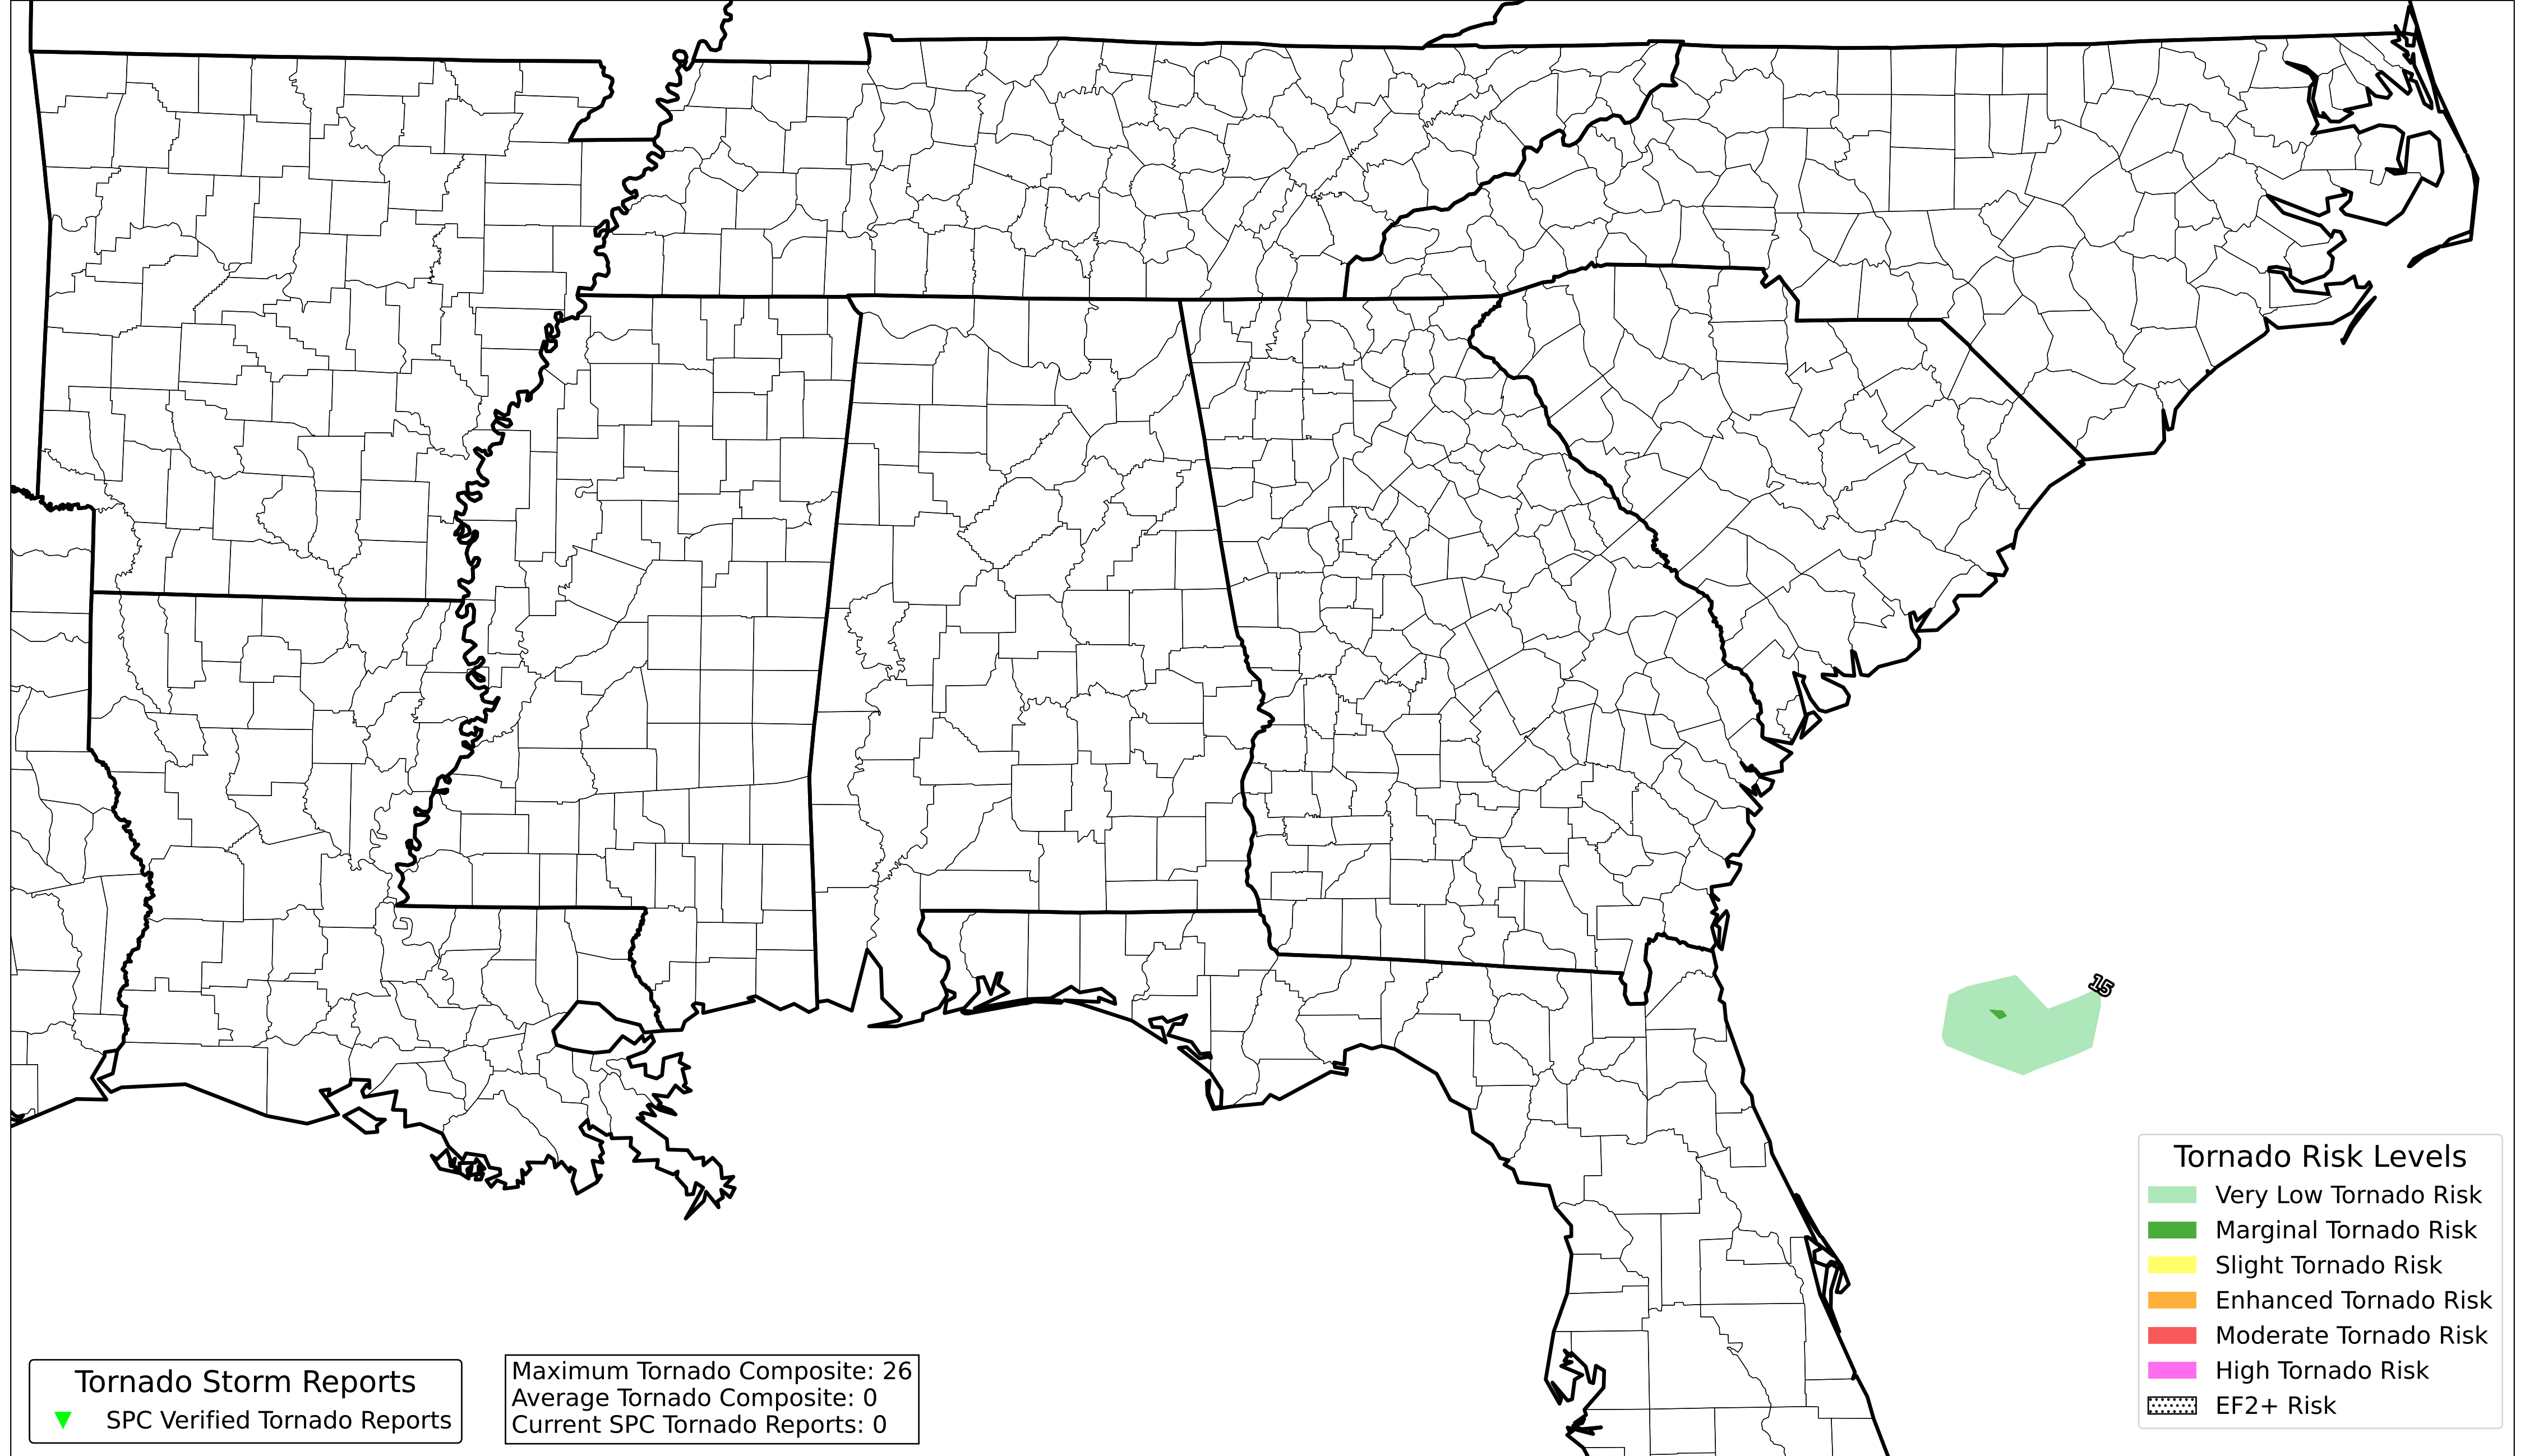 15
Tornado Risk Levels
Very Low Tornado Risk
Marginal Tornado Risk
Slight Tornado Risk
Enhanced Tornado Risk
Moderate Tornado Risk
High Tornado Risk
EF2+ Risk
Tornado Storm Reports
SPC Verified Tornado Reports
Maximum Tornado Composite: 26
Average Tornado Composite: 0
Current SPC Tornado Reports: 0